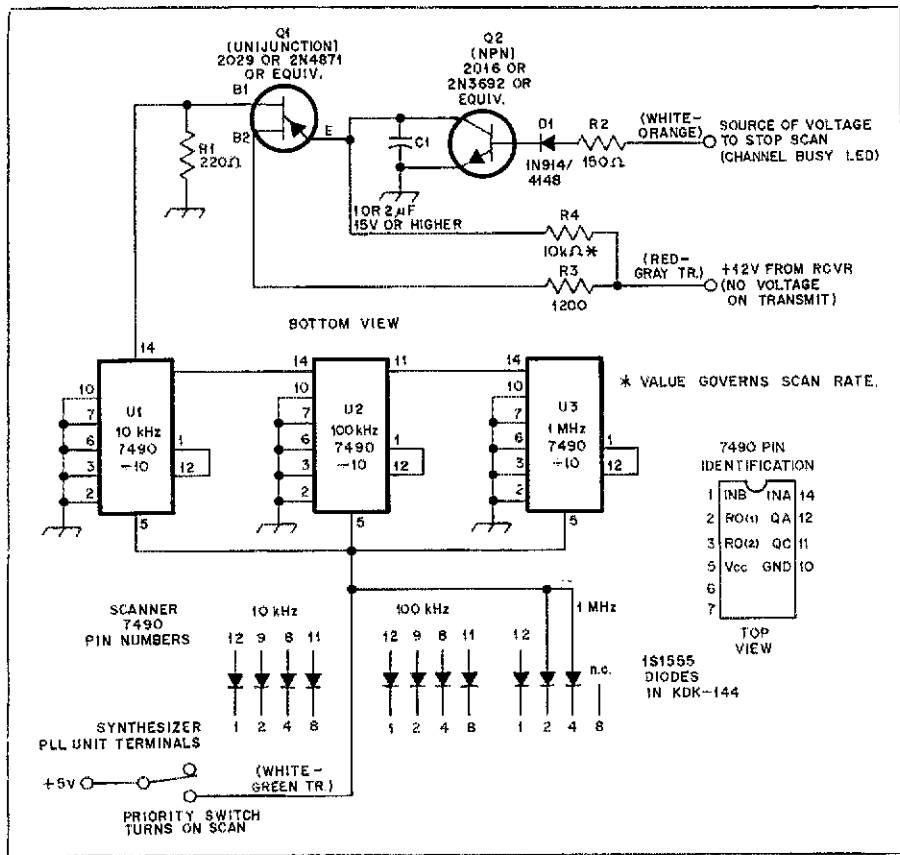 Q1
(UNIJUNCTION)
2029 OR 2N4871
OR EQUIV.
Q2
(NPN)
2016 OR
2N3692 OR
EQUIV.
B1
B2
E
R1
220Ω
C1
1 OR 2µF
15V OR HIGHER
D1
1N914/
4148
R2
150Ω
(WHITE-
ORANGE)
SOURCE OF VOLTAGE
TO STOP SCAN
(CHANNEL BUSY LED)
R4
10kΩ*
R3
1200
(RED-
GRAY TR.)
+12V FROM RCVR
(NO VOLTAGE
ON TRANSMIT)
BOTTOM VIEW
14
10
7
6
3
2
U1
10 kHz
7490
÷10
1
12
5
14
11
10
7
6
3
2
U2
100 kHz
7490
÷10
1
12
5
14
10
7
6
3
2
U3
1 MHz
7490
÷10
1
12
5
* VALUE GOVERNS SCAN RATE.
7490 PIN
IDENTIFICATION
1 INB INA 14
2 RO(1) QA 12
3 RO(2) QC 11
5 Vcc GND 10
6
7
TOP
VIEW
SCANNER
7490
PIN NUMBERS
10 kHz
12 9 8 11
1 2 4 8
100 kHz
12 9 8 11
1 2 4 8
1 MHz
12
n.c.
1 2 4 8
1S1555
DIODES
IN KDK-144
SYNTHESIZER
PLL UNIT TERMINALS
+5V
(WHITE-
GREEN TR.)
PRIORITY SWITCH
TURNS ON SCAN